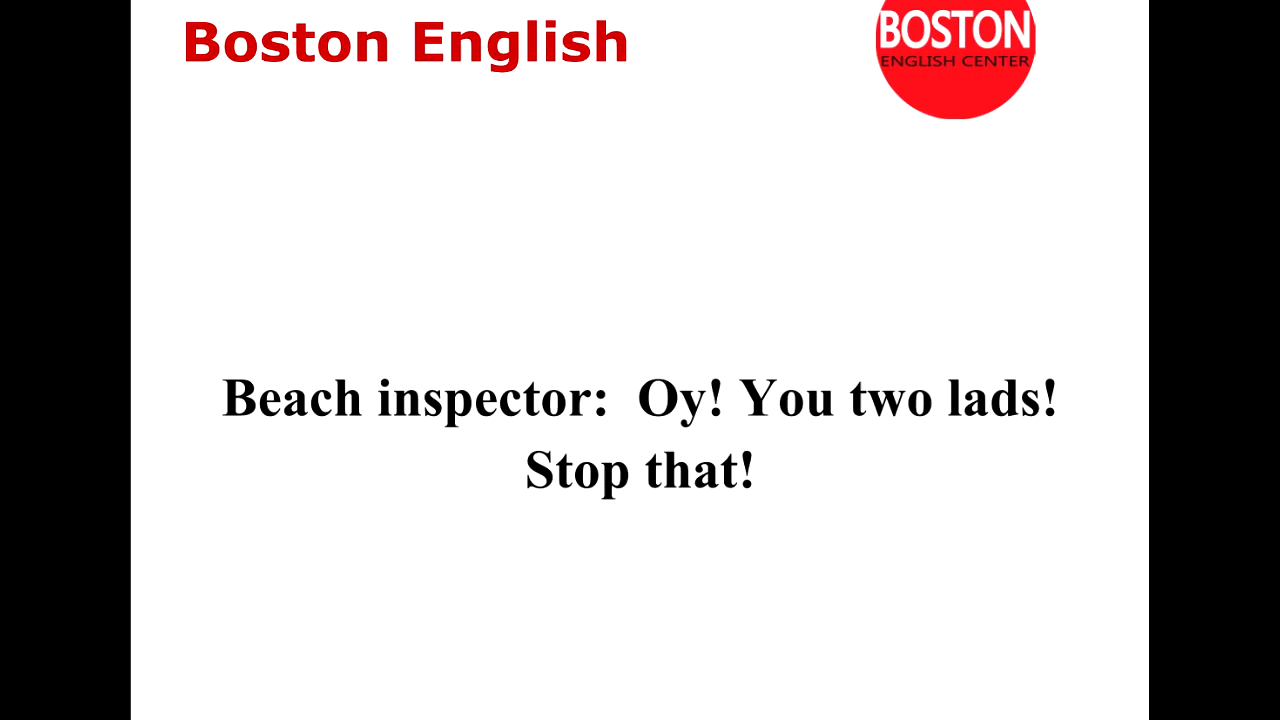 Boston English
BOSTON
ENGLISH CENTER
Beach inspector:  Oy! You two lads!
Stop that!